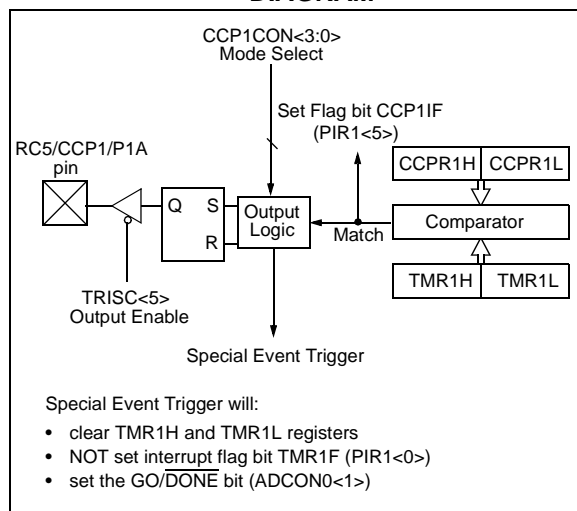 DIAGRAM
CCP1CON<3:0>
Mode Select
Set Flag bit CCP1IF
(PIR1<5>)
RC5/CCP1/P1A
pin
CCPR1H CCPR1L
Q S
R
Output
Logic
Match
Comparator
TRISC<5>
Output Enable
TMR1H TMR1L
Special Event Trigger
Special Event Trigger will:
• clear TMR1H and TMR1L registers
• NOT set interrupt flag bit TMR1F (PIR1<0>)
• set the GO/DONE bit (ADCON0<1>)